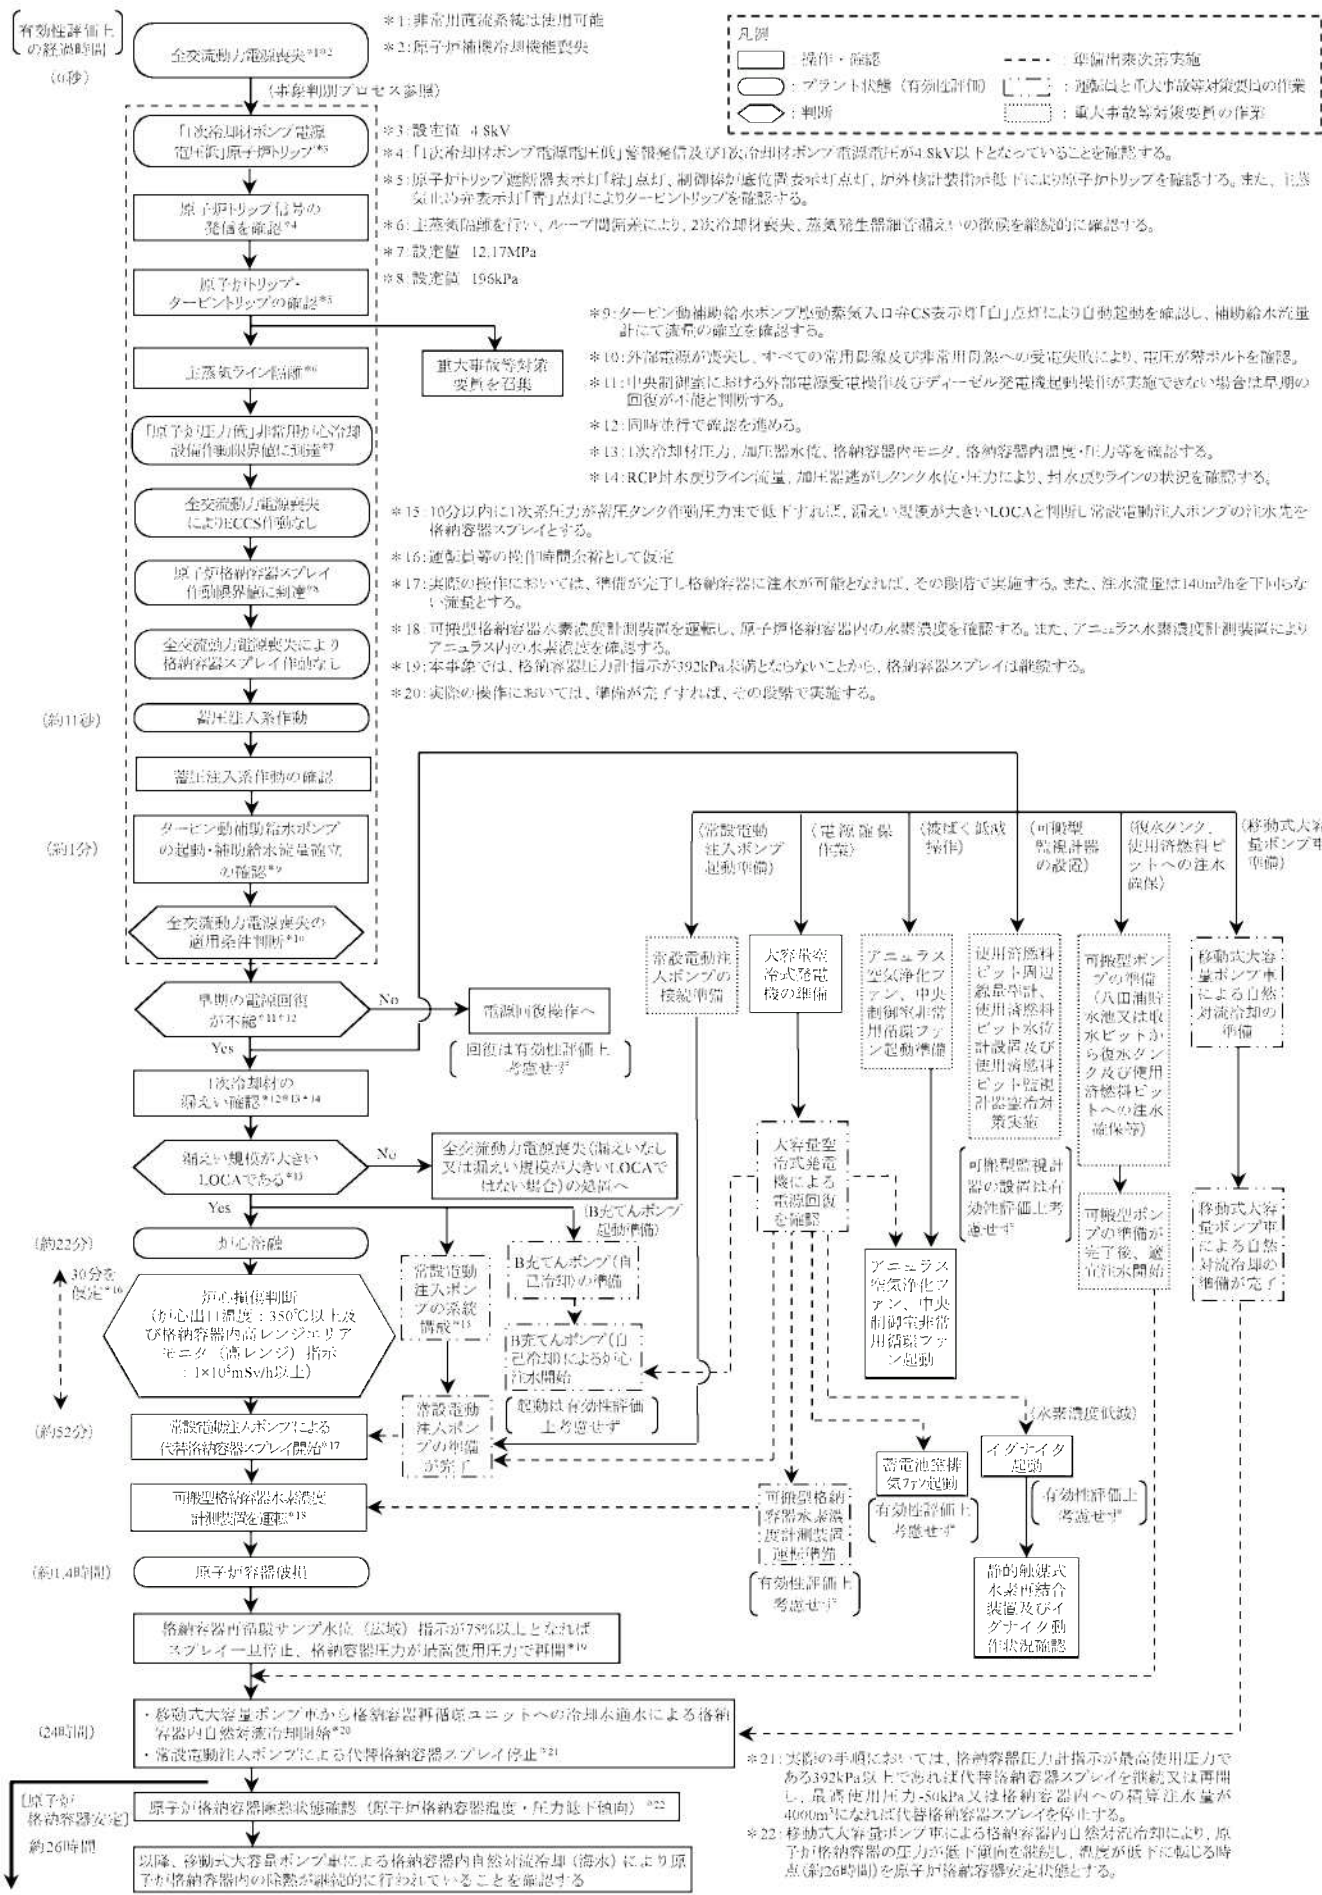 有効性評価上
の経過時間
(0秒)
全交流動力電源喪失*1*2
*1:非常用直流系統は使用可能
*2:原子炉補機冷却機能喪失
凡例
: 操作・確認
: プラント状態（有効性評価）
: 判断
: 準備出来次第実施
: 運転員と重大事故等対策要員の作業
: 重大事故等対策要員の作業
(事象判別プロセス参照)
「1次冷却材ポンプ電源
電圧低」原子炉トリップ*3
原子炉トリップ信号の
発信を確認*4
原子炉トリップ・
タービントリップの確認*5
重大事故等対策
要員を召集
主蒸気ライン隔離*6
「原子炉圧力低」非常用炉心冷却
設備作動限界値に到達*7
全交流動力電源喪失
によりECCS作動なし
原子炉格納容器スプレイ
作動限界値に到達*8
全交流動力電源喪失により
格納容器スプレイ作動なし
(約11秒)
蓄圧注入系作動
蓄圧注入系作動の確認
(約1分)
タービン動補助給水ポンプ
の起動・補助給水流量確立
の確認*9
全交流動力電源喪失の
適用条件判断*10
*3:設定値 4.8kV
*4:「1次冷却材ポンプ電源電圧低」警報発信及び1次冷却材ポンプ電源電圧が4.8kV以下となっていることを確認する。
*5:原子炉トリップ遮断器表示灯「緑」点灯、制御棒炉底位置表示灯点灯、炉外核計装指示低下により原子炉トリップを確認する。また、主蒸
気止め弁表示灯「青」点灯によりタービントリップを確認する。
*6:主蒸気隔離を行い、ループ間偏差により、2次冷却材喪失、蒸気発生器細管漏えいの徴候を継続的に確認する。
*7:設定値 12.17MPa
*8:設定値 196kPa
*9:タービン動補助給水ポンプ駆動蒸気入口弁CS表示灯「白」点灯により自動起動を確認し、補助給水流量
計にて流量の確立を確認する。
*10:外部電源が喪失し、すべての常用母線及び非常用母線への受電失敗により、電圧が零ボルトを確認。
*11:中央制御室における外部電源受電操作及びディーゼル発電機起動操作が実施できない場合は早期の
回復が不能と判断する。
*12:同時並行で確認を進める。
*13:1次冷却材圧力、加圧器水位、格納容器内モニタ、格納容器内温度・圧力等を確認する。
*14:RCP封水戻りライン流量、加圧器逃がしタンク水位・圧力により、封水戻りラインの状況を確認する。
*15:10分以内に1次系圧力が蓄圧タンク作動圧力まで低下すれば、漏えい規模が大きいLOCAと判断し常設電動注入ポンプの注水先を
格納容器スプレイとする。
*16:運転員等の操作時間余裕として仮定
*17:実際の操作においては、準備が完了し格納容器に注水が可能となれば、その段階で実施する。また、注水流量は140m³/hを下回らな
い流量とする。
*18:可搬型格納容器水素濃度計測装置を運転し、原子炉格納容器内の水素濃度を確認する。また、アニュラス水素濃度計測装置により
アニュラス内の水素濃度を確認する。
*19:本事象では、格納容器圧力計指示が392kPa未満とならないことから、格納容器スプレイは継続する。
*20:実際の操作においては、準備が完了すれば、その段階で実施する。
早期の電源回復
が不能*11*12
No
Yes
電源回復操作へ
回復は有効性評価上
考慮せず
1次冷却材の
漏えい確認*12*13*14
漏えい規模が大きい
LOCAである*15
No
Yes
全交流動力電源喪失（漏えいなし
又は漏えい規模が大きいLOCAで
はない場合）の処置へ
(約22分)
炉心溶融
30分を
仮定*16
炉心損傷判断
（炉心出口温度：350℃以上及
び格納容器内高レンジエリア
モニタ（高レンジ）指示
：1×10⁵mSv/h以上）
(約52分)
常設電動注入ポンプによる
代替格納容器スプレイ開始*17
可搬型格納容器水素濃度
計測装置を運転*18
(約1.4時間)
原子炉容器破損
格納容器再循環サンプ水位（広域）指示が75%以上となれば
スプレイ一旦停止、格納容器圧力が最高使用圧力で再開*19
(24時間)
・移動式大容量ポンプ車から格納容器再循環ユニットへの冷却水通水による格納
容器内自然対流冷却開始*20
・常設電動注入ポンプによる代替格納容器スプレイ停止*21
原子炉
格納容器安定
約26時間
原子炉格納容器除熱状態確認（原子炉格納容器温度・圧力低下傾向）*22
以降、移動式大容量ポンプ車による格納容器内自然対流冷却（海水）により原
子炉格納容器内の除熱が継続的に行われていることを確認する
(常設電動
注入ポンプ
起動準備)
(電源確保
作業)
(被ばく低減
操作)
(可搬型
監視計器
の設置)
(復水タンク、
使用済燃料ピ
ットへの注水
確保)
(移動式大容
量ポンプ車
準備)
常設電動注
入ポンプの
接続準備
大容量空
冷式発電
機の準備
アニュラス
空気浄化フ
ァン、中央
制御室非常
用循環ファ
ン起動準備
使用済燃料
ピット周辺
線量率計、
使用済燃料
ピット水位
計設置及び
使用済燃料
ピット監視
計器空冷対
策実施
可搬型ポン
プの準備
(八田浦貯
水池又は取
水ピットか
ら復水タン
ク及び使用
済燃料ピッ
トへの注水
確保等)
移動式大容
量ポンプ車
による自然
対流冷却の
準備
大容量空
冷式発電
機による
電源回復
を確認
可搬型監視計
器の設置は有
効性評価上考
慮せず
可搬型ポン
プの準備が
完了後、適
宜注水開始
移動式大容
量ポンプ車
による自然
対流冷却の
準備が完了
アニュラス
空気浄化フ
ァン、中央
制御室非常
用循環ファ
ン起動
(B充てんポンプ
起動準備)
常設電動
注入ポン
プの系統
構成*15
B充てんポンプ(自
己冷却)の準備
B充てんポンプ(自
己冷却)による炉心
注水開始
起動は有効性評価
上考慮せず
常設電動
注入ポン
プの準備
が完了
可搬型格納
容器水素濃
度計測装置
運転準備
有効性評価上
考慮せず
蓄電池室排
気ファン起動
有効性評価上
考慮せず
(水素濃度低減)
イグナイタ
起動
有効性評価上
考慮せず
静的触媒式
水素再結合
装置及びイ
グナイタ動
作状況確認
*21:実際の手順においては、格納容器圧力計指示が最高使用圧力で
ある392kPa以上であれば代替格納容器スプレイを継続又は再開
し、最高使用圧力-50kPa又は格納容器内への積算注水量が
4000m³になれば代替格納容器スプレイを停止する。
*22:移動式大容量ポンプ車による格納容器内自然対流冷却により、原
子炉格納容器の圧力が低下傾向を継続し、温度が低下に転じる時
点(約26時間)を原子炉格納容器安定状態とする。